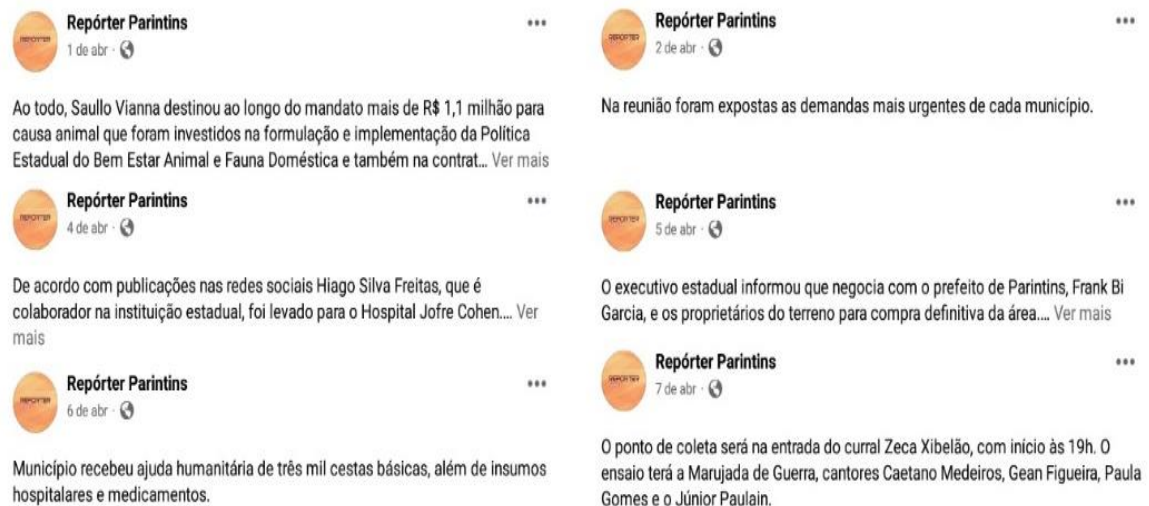 Repórter Parintins
1 de abr
Ao todo, Saullo Vianna destinou ao longo do mandato mais de R$ 1,1 milhão para
causa animal que foram investidos na formulação e implementação da Política
Estadual do Bem Estar Animal e Fauna Doméstica e também na contrat... Ver mais
Repórter Parintins
2 de abr
Na reunião foram expostas as demandas mais urgentes de cada município.
Repórter Parintins
4 de abr
De acordo com publicações nas redes sociais Hiago Silva Freitas, que é
colaborador na instituição estadual, foi levado para o Hospital Jofre Cohen.... Ver
mais
Repórter Parintins
5 de abr
O executivo estadual informou que negocia com o prefeito de Parintins, Frank Bi
Garcia, e os proprietários do terreno para compra definitiva da área.... Ver mais
Repórter Parintins
6 de abr
Município recebeu ajuda humanitária de três mil cestas básicas, além de insumos
hospitalares e medicamentos.
Repórter Parintins
7 de abr
O ponto de coleta será na entrada do curral Zeca Xibelão, com início às 19h. O
ensaio terá a Marujada de Guerra, cantores Caetano Medeiros, Gean Figueira, Paula
Gomes e o Júnior Paulain.